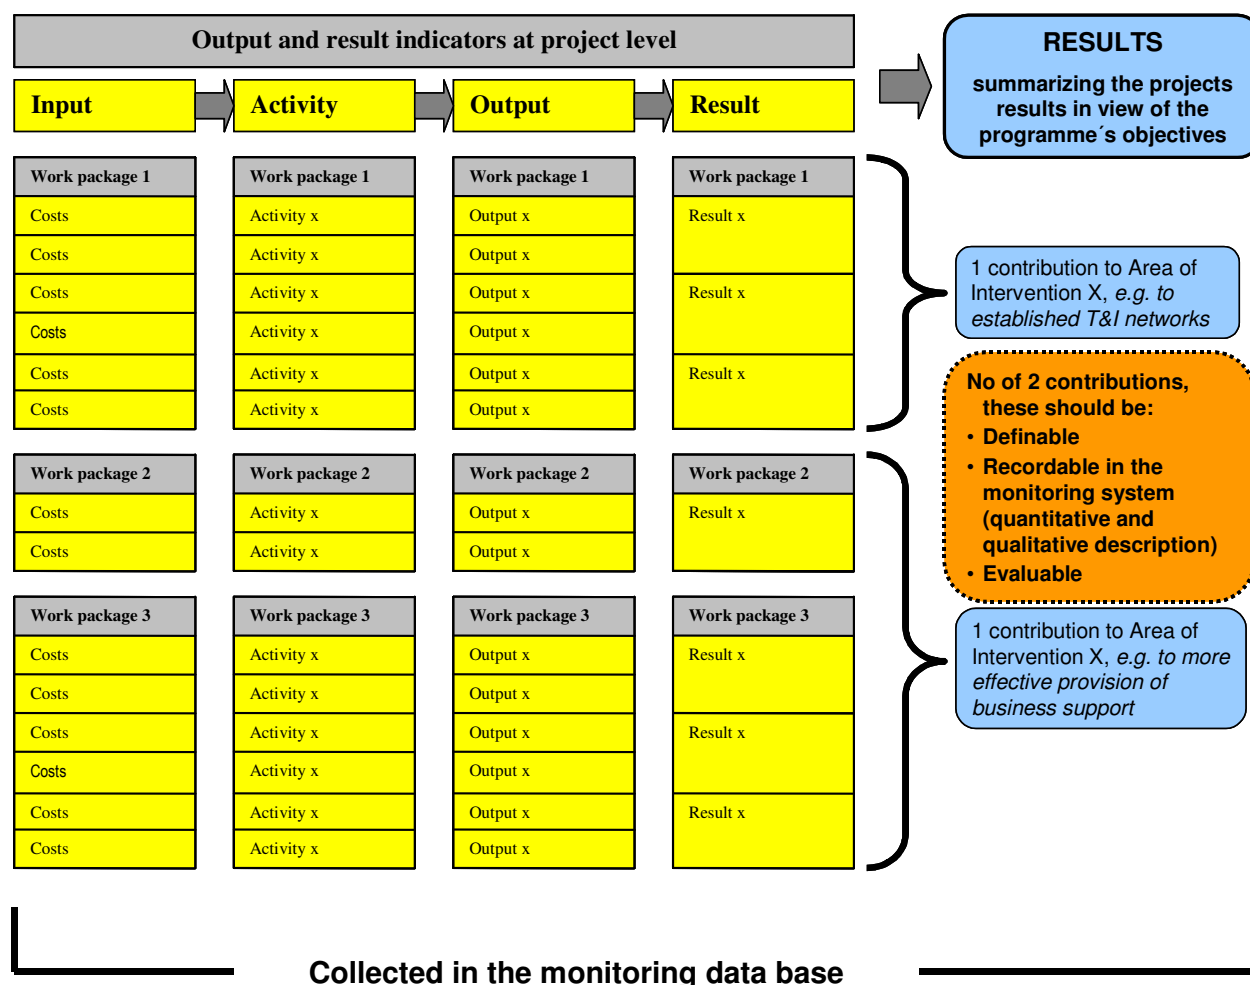 Output and result indicators at project level
Input
Activity
Output
Result
RESULTS
summarizing the projects
results in view of the
programme´s objectives
Work package 1
Work package 1
Work package 1
Work package 1
Costs
Activity x
Output x
Result x
Costs
Activity x
Output x
Costs
Activity x
Output x
Result x
Costs
Activity x
Output x
Costs
Activity x
Output x
Result x
Costs
Activity x
Output x
1 contribution to Area of
Intervention X, e.g. to
established T&I networks
No of 2 contributions,
these should be:
• Definable
• Recordable in the
monitoring system
(quantitative and
qualitative description)
• Evaluable
Work package 2
Work package 2
Work package 2
Work package 2
Costs
Activity x
Output x
Result x
Costs
Activity x
Output x
Work package 3
Work package 3
Work package 3
Work package 3
Costs
Activity x
Output x
Result x
Costs
Activity x
Output x
Costs
Activity x
Output x
Result x
Costs
Activity x
Output x
Costs
Activity x
Output x
Result x
Costs
Activity x
Output x
1 contribution to Area of
Intervention X, e.g. to more
effective provision of
business support
Collected in the monitoring data base